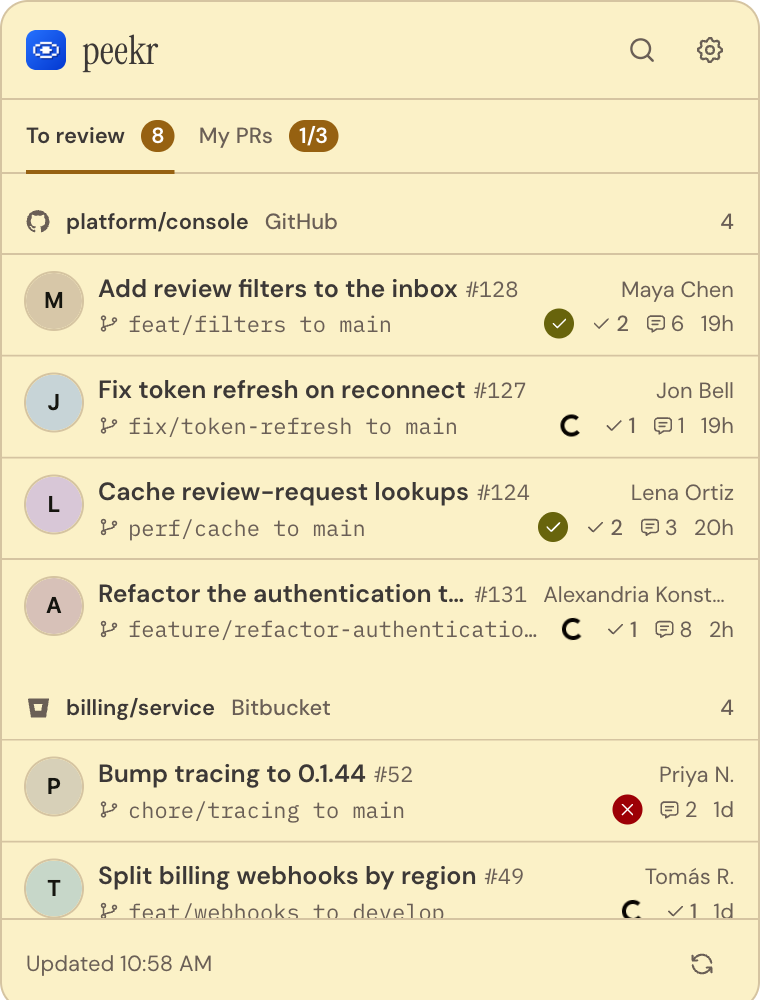 peekr
To review 8 My PRs 1/3
platform/console GitHub 4
M Add review filters to the inbox #128 Maya Chen
feat/filters to main 2 6 19h
J Fix token refresh on reconnect #127 Jon Bell
fix/token-refresh to main 1 1 19h
L Cache review-request lookups #124 Lena Ortiz
perf/cache to main 2 3 20h
A Refactor the authentication t... #131 Alexandria Konst...
feature/refactor-authenticatio... 1 8 2h
billing/service Bitbucket 4
P Bump tracing to 0.1.44 #52 Priya N.
chore/tracing to main 2 1d
T Split billing webhooks by region #49 Tomás R.
feat/webhooks to develop 1 1d
Updated 10:58 AM